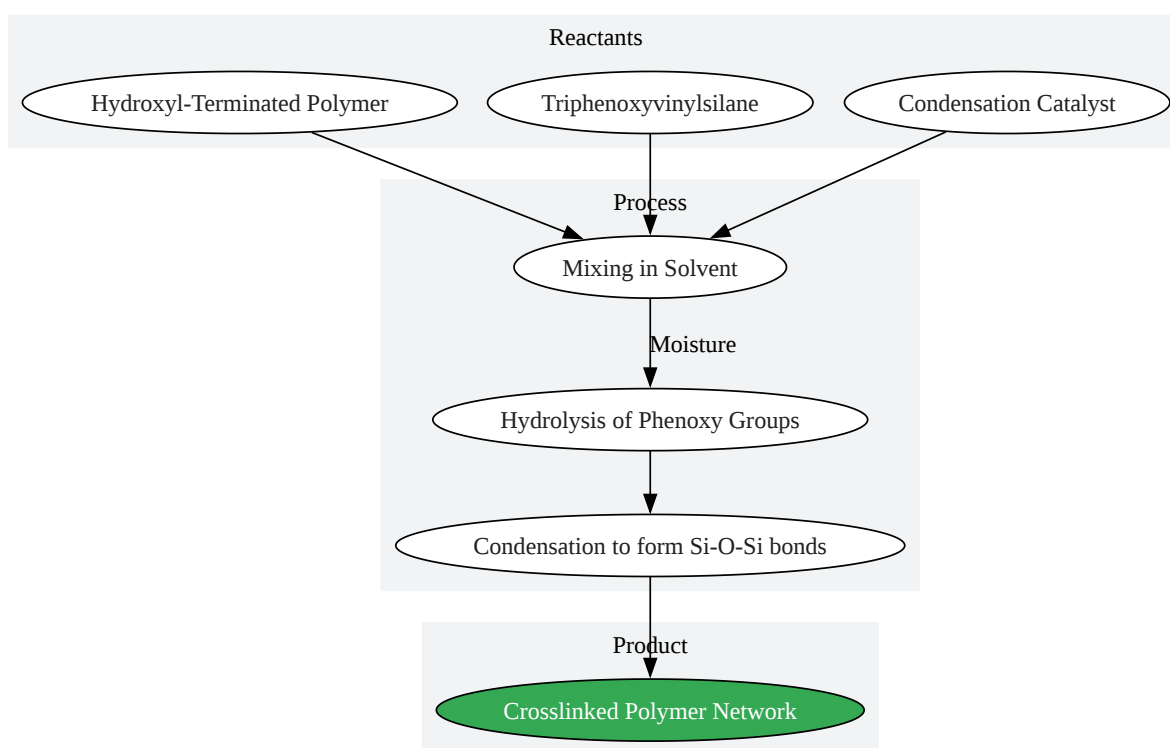 Reactants
Hydroxyl-Terminated Polymer
Triphenoxyvinylsilane
Condensation Catalyst
Process
Mixing in Solvent
Moisture
Hydrolysis of Phenoxy Groups
Condensation to form Si-O-Si bonds
Product
Crosslinked Polymer Network